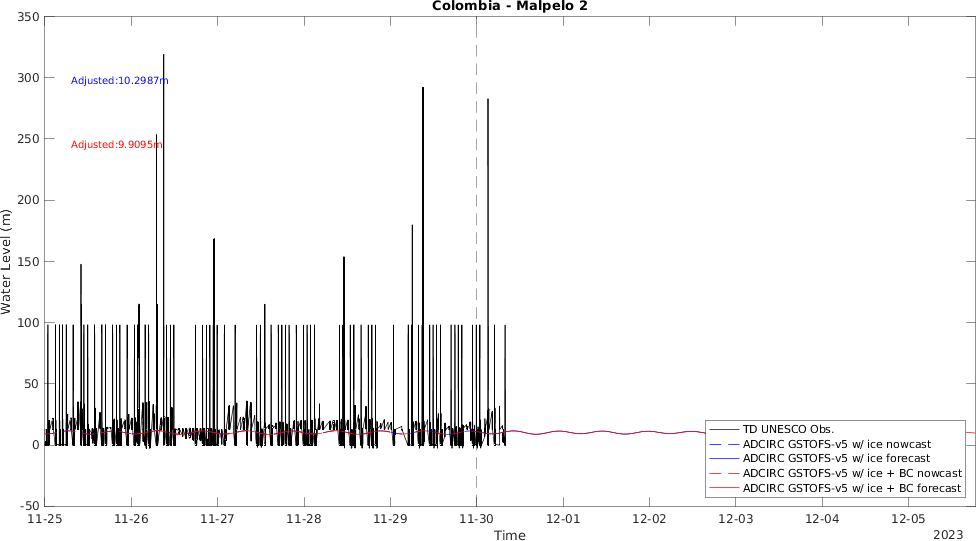 Colombia - Malpelo 2
350
300
250
200
150
100
50
0
-50
Water Level (m)
Adjusted:10.2987m
Adjusted:9.9095m
TD UNESCO Obs.
ADCIRC GSTOFS-v5 w/ ice nowcast
ADCIRC GSTOFS-v5 w/ ice forecast
ADCIRC GSTOFS-v5 w/ ice + BC nowcast
ADCIRC GSTOFS-v5 w/ ice + BC forecast
11-25 11-26 11-27 11-28 11-29 11-30 12-01 12-02 12-03 12-04 12-05
Time
2023